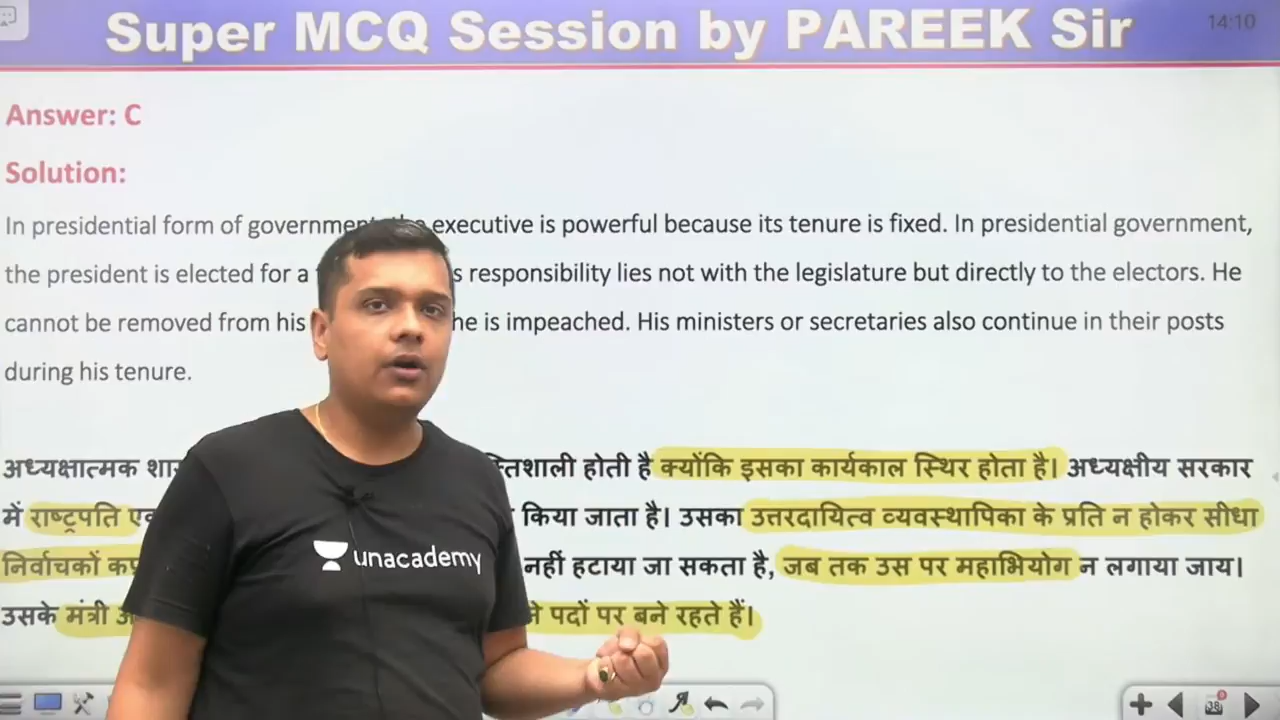 Super MCQ Session by PAREEK Sir
14:10
Answer: C
Solution:
In presidential form of government, the executive is powerful because its tenure is fixed. In presidential government,
the president is elected for a responsibility lies not with the legislature but directly to the electors. He
cannot be removed from his he is impeached. His ministers or secretaries also continue in their posts
during his tenure.
अध्यक्षात्मक होती है क्योंकि इसका कार्यकाल स्थिर होता है। अध्यक्षीय सरकार
में राष्ट्रपति किया जाता है। उसका उत्तरदायित्व व्यवस्थापिका के प्रति न होकर सीधा
निर्वाचकों नहीं हटाया जा सकता है, जब तक उस पर महाभियोग न लगाया जाय।
उसके मंत्री पदों पर बने रहते हैं।
unacademy
38